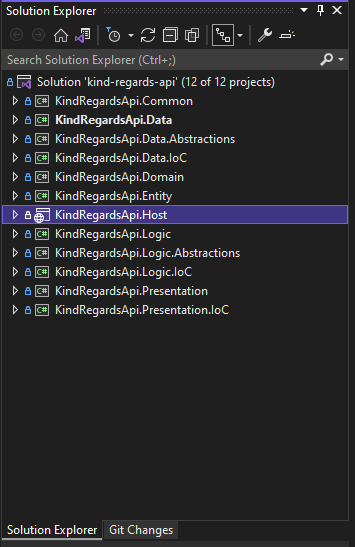 Solution Explorer
Search Solution Explorer (Ctrl+;)
Solution 'kind-regards-api' (12 of 12 projects)
C# KindRegardsApi.Common
C# KindRegardsApi.Data
C# KindRegardsApi.Data.Abstractions
C# KindRegardsApi.Data.IoC
C# KindRegardsApi.Domain
C# KindRegardsApi.Entity
KindRegardsApi.Host
C# KindRegardsApi.Logic
C# KindRegardsApi.Logic.Abstractions
C# KindRegardsApi.Logic.IoC
C# KindRegardsApi.Presentation
C# KindRegardsApi.Presentation.IoC
Solution Explorer Git Changes